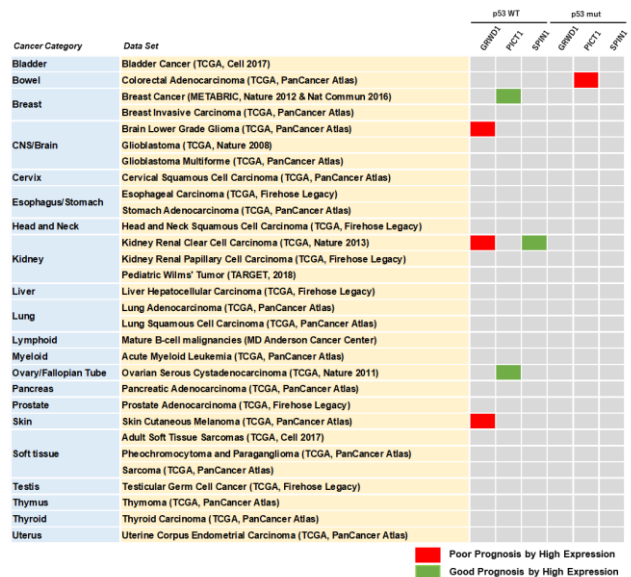 p53 WT p53 mut
Cancer Category Data Set GRWD1 PICT1 SPIN1 GRWD1 PICT1 SPIN1
Bladder Bladder Cancer (TCGA, Cell 2017)
Bowel Colorectal Adenocarcinoma (TCGA, PanCancer Atlas)
Breast Breast Cancer (METABRIC, Nature 2012 & Nat Commun 2016)
Breast Invasive Carcinoma (TCGA, PanCancer Atlas)
CNS/Brain Brain Lower Grade Glioma (TCGA, PanCancer Atlas)
Glioblastoma (TCGA, Nature 2008)
Glioblastoma Multiforme (TCGA, PanCancer Atlas)
Cervix Cervical Squamous Cell Carcinoma (TCGA, PanCancer Atlas)
Esophagus/Stomach Esophageal Carcinoma (TCGA, Firehose Legacy)
Stomach Adenocarcinoma (TCGA, PanCancer Atlas)
Head and Neck Head and Neck Squamous Cell Carcinoma (TCGA, Firehose Legacy)
Kidney Kidney Renal Clear Cell Carcinoma (TCGA, Nature 2013)
Kidney Renal Papillary Cell Carcinoma (TCGA, Firehose Legacy)
Pediatric Wilms' Tumor (TARGET, 2018)
Liver Liver Hepatocellular Carcinoma (TCGA, Firehose Legacy)
Lung Lung Adenocarcinoma (TCGA, PanCancer Atlas)
Lung Squamous Cell Carcinoma (TCGA, PanCancer Atlas)
Lymphoid Mature B-cell malignancies (MD Anderson Cancer Center)
Myeloid Acute Myeloid Leukemia (TCGA, PanCancer Atlas)
Ovary/Fallopian Tube Ovarian Serous Cystadenocarcinoma (TCGA, Nature 2011)
Pancreas Pancreatic Adenocarcinoma (TCGA, PanCancer Atlas)
Prostate Prostate Adenocarcinoma (TCGA, Firehose Legacy)
Skin Skin Cutaneous Melanoma (TCGA, PanCancer Atlas)
Soft tissue Adult Soft Tissue Sarcomas (TCGA, Cell 2017)
Pheochromocytoma and Paraganglioma (TCGA, PanCancer Atlas)
Sarcoma (TCGA, PanCancer Atlas)
Testis Testicular Germ Cell Cancer (TCGA, Firehose Legacy)
Thymus Thymoma (TCGA, PanCancer Atlas)
Thyroid Thyroid Carcinoma (TCGA, PanCancer Atlas)
Uterus Uterine Corpus Endometrial Carcinoma (TCGA, PanCancer Atlas)
Poor Prognosis by High Expression
Good Prognosis by High Expression